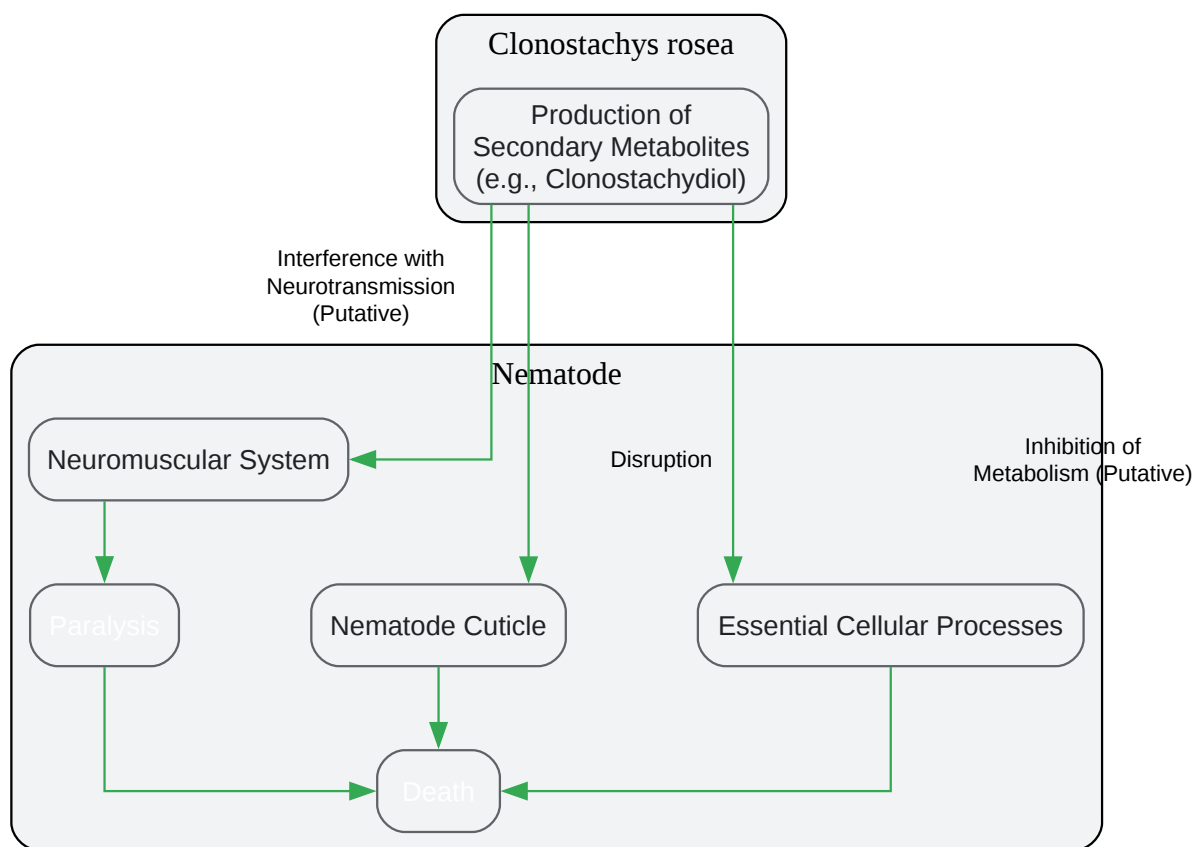 Clonostachys rosea
Production of
Secondary Metabolites
(e.g., Clonostachydiol)
Interference with
Neurotransmission
(Putative)
Nematode
Neuromuscular System
Disruption
Inhibition of
Metabolism (Putative)
Paralysis
Nematode Cuticle
Essential Cellular Processes
Death